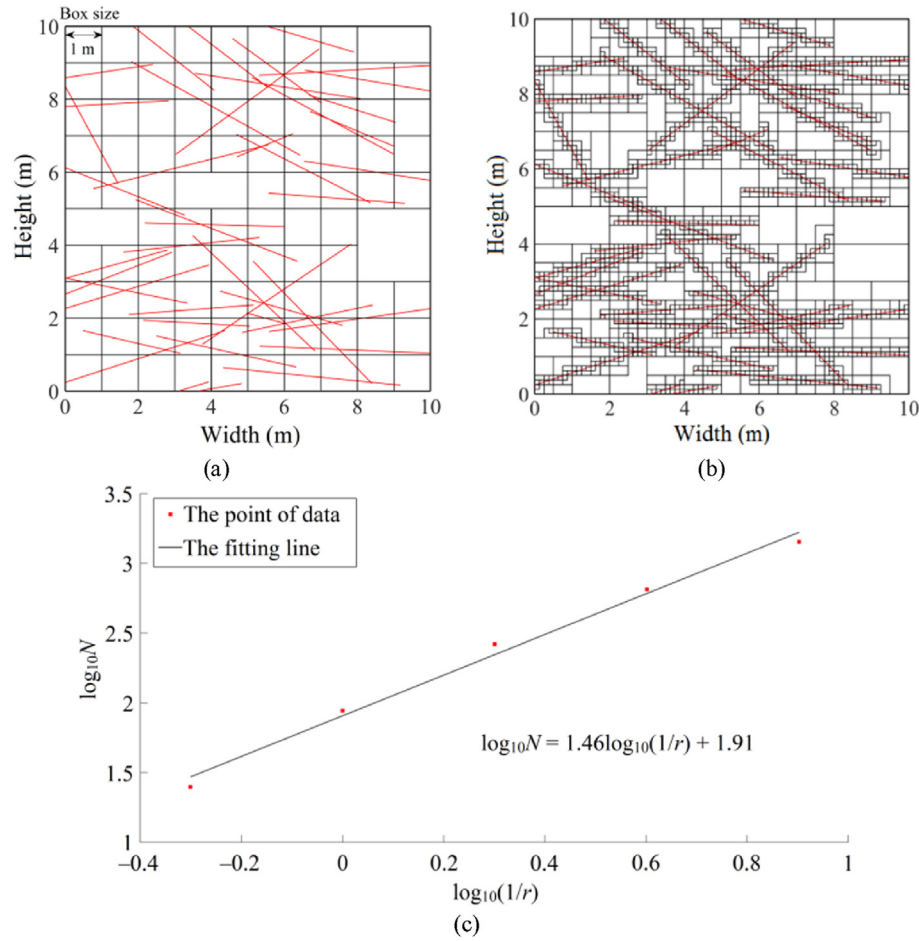 Box size
1 m
10
8
6
4
2
0
Height (m)
0 2 4 6 8 10
Width (m)
(a)
10
8
6
4
2
0
Height (m)
0 2 4 6 8 10
Width (m)
(b)
3.5
3
2.5
2
1.5
1
log₁₀N
The point of data
The fitting line
log₁₀N = 1.46log₁₀(1/r) + 1.91
−0.4 −0.2 0 0.2 0.4 0.6 0.8 1
log₁₀(1/r)
(c)